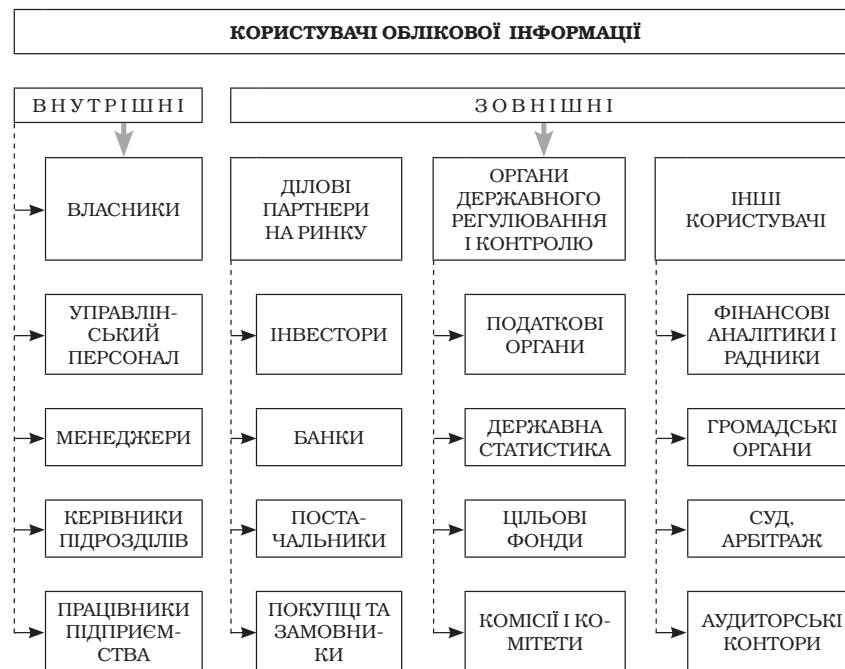 КОРИСТУВАЧІ ОБЛІКОВОЇ ІНФОРМАЦІЇ
ВНУТРІШНІ
ЗОВНІШНІ
ВЛАСНИКИ
ДІЛОВІ
ПАРТНЕРИ
НА РИНКУ
ОРГАНИ
ДЕРЖАВНОГО
РЕГУЛЮВАННЯ
І КОНТРОЛЮ
ІНШІ
КОРИСТУВАЧІ
УПРАВЛІН-
СЬКИЙ
ПЕРСОНАЛ
ІНВЕСТОРИ
ПОДАТКОВІ
ОРГАНИ
ФІНАНСОВІ
АНАЛІТИКИ І
РАДНИКИ
МЕНЕДЖЕРИ
БАНКИ
ДЕРЖАВНА
СТАТИСТИКА
ГРОМАДСЬКІ
ОРГАНИ
КЕРІВНИКИ
ПІДРОЗДІЛІВ
ПОСТА-
ЧАЛЬНИКИ
ЦІЛЬОВІ
ФОНДИ
СУД,
АРБІТРАЖ
ПРАЦІВНИКИ
ПІДПРИЄМ-
СТВА
ПОКУПЦІ ТА
ЗАМОВНИ-
КИ
КОМІСІЇ І КО-
МІТЕТИ
АУДИТОРСЬКІ
КОНТОРИ